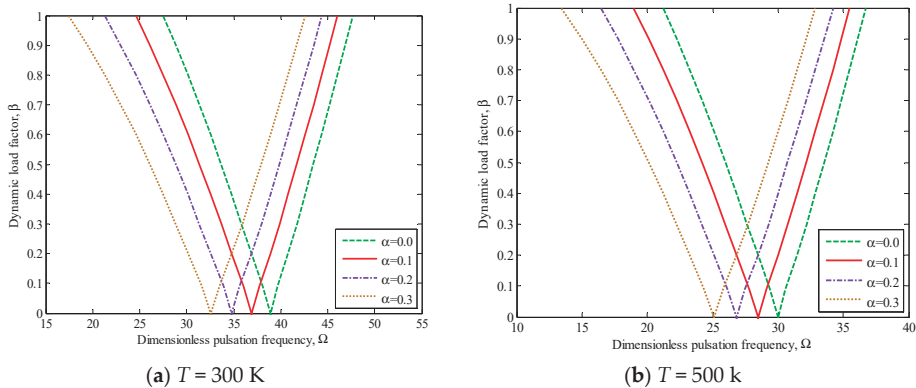 1
0.9
0.8
0.7
0.6
0.5
0.4
0.3
0.2
0.1
0
Dynamic load factor, β
15 20 25 30 35 40 45 50 55
Dimensionless pulsation frequency, Ω
α=0.0
α=0.1
α=0.2
α=0.3
(a) T = 300 K
1
0.9
0.8
0.7
0.6
0.5
0.4
0.3
0.2
0.1
0
Dynamic load factor, β
10 15 20 25 30 35 40
Dimensionless pulsation frequency, Ω
α=0.0
α=0.1
α=0.2
α=0.3
(b) T = 500 k